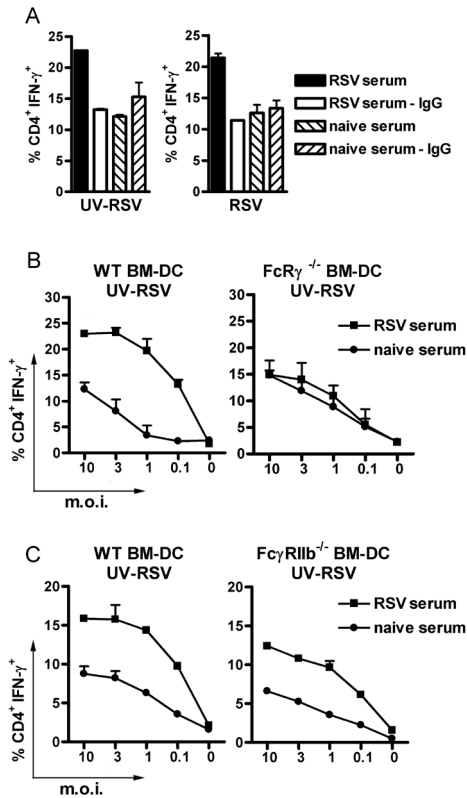 A
% CD4+ IFN-γ+
25
20
15
10
5
0
UV-RSV
% CD4+ IFN-γ+
25
20
15
10
5
0
RSV
RSV serum
RSV serum - IgG
naive serum
naive serum - IgG
B
WT BM-DC
UV-RSV
FcRγ -/- BM-DC
UV-RSV
% CD4+ IFN-γ+
30
25
20
15
10
5
0
10 3 1 0.1 0
m.o.i.
30
25
20
15
10
5
0
10 3 1 0.1 0
RSV serum
naive serum
C
WT BM-DC
UV-RSV
FcγRIIb-/- BM-DC
UV-RSV
% CD4+ IFN-γ+
20
15
10
5
0
10 3 1 0.1 0
m.o.i.
20
15
10
5
0
10 3 1 0.1 0
RSV serum
naive serum